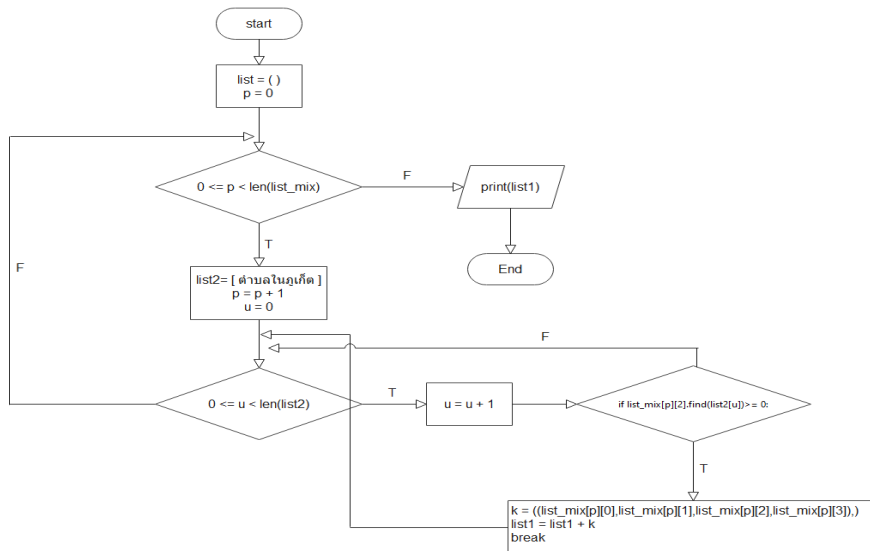 start
list = ( )
p = 0
0 <= p < len(list_mix)
F
print(list1)
T
End
F
list2= [ ตำบลในภูเก็ต ]
p = p + 1
u = 0
F
0 <= u < len(list2)
T
u = u + 1
if list_mix[p][2].find(list2[u])>= 0:
T
k = ((list_mix[p][0],list_mix[p][1],list_mix[p][2],list_mix[p][3]),)
list1 = list1 + k
break